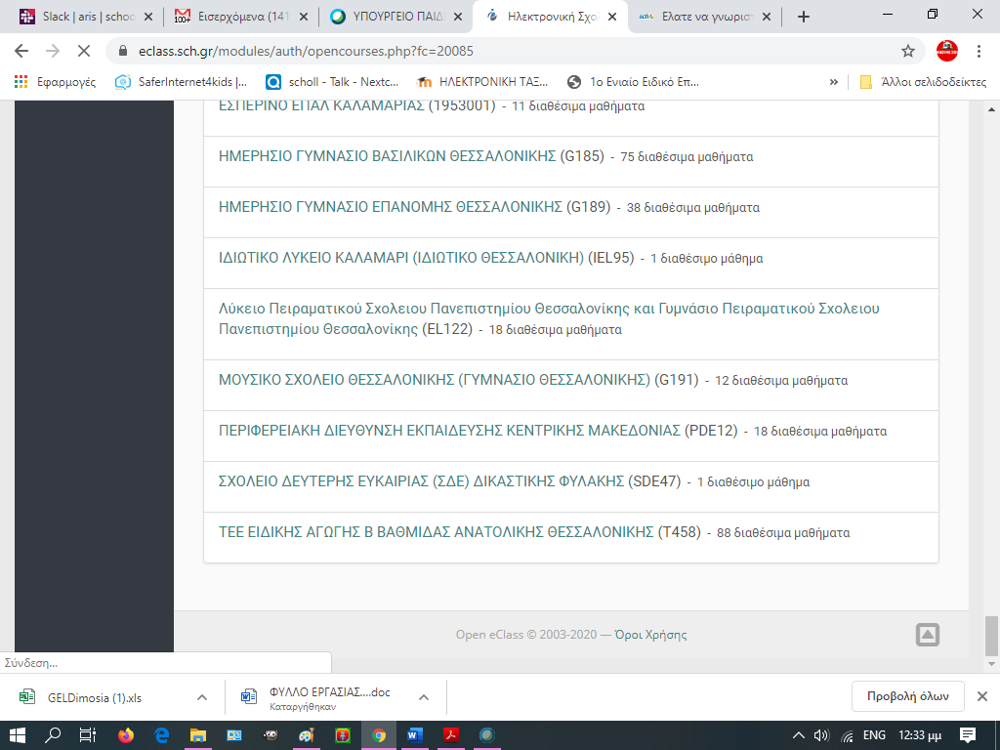 Slack | aris | schoo
100+
Εισερχόμενα (141
ΥΠΟΥΡΓΕΙΟ ΠΑΙΔ
Ηλεκτρονική Σχο
Ελατε να γνωριστ
eclass.sch.gr/modules/auth/opencourses.php?fc=20085
Εφαρμογές
SaferInternet4kids |...
scholl - Talk - Nextc...
ΗΛΕΚΤΡΟΝΙΚΗ ΤΑΞ...
1ο Ενιαίο Ειδικό Επ...
»
Άλλοι σελιδοδείκτες
ΕΣΠΕΡΙΝΟ ΕΠΑΛ ΚΑΛΑΜΑΡΙΑΣ (1953001) - 11 διαθέσιμα μαθήματα
ΗΜΕΡΗΣΙΟ ΓΥΜΝΑΣΙΟ ΒΑΣΙΛΙΚΩΝ ΘΕΣΣΑΛΟΝΙΚΗΣ (G185) - 75 διαθέσιμα μαθήματα
ΗΜΕΡΗΣΙΟ ΓΥΜΝΑΣΙΟ ΕΠΑΝΟΜΗΣ ΘΕΣΣΑΛΟΝΙΚΗΣ (G189) - 38 διαθέσιμα μαθήματα
ΙΔΙΩΤΙΚΟ ΛΥΚΕΙΟ ΚΑΛΑΜΑΡΙ (ΙΔΙΩΤΙΚΟ ΘΕΣΣΑΛΟΝΙΚΗ) (IEL95) - 1 διαθέσιμο μάθημα
Λύκειο Πειραματικού Σχολειου Πανεπιστημίου Θεσσαλονίκης και Γυμνάσιο Πειραματικού Σχολειου
Πανεπιστημίου Θεσσαλονίκης (EL122) - 18 διαθέσιμα μαθήματα
ΜΟΥΣΙΚΟ ΣΧΟΛΕΙΟ ΘΕΣΣΑΛΟΝΙΚΗΣ (ΓΥΜΝΑΣΙΟ ΘΕΣΣΑΛΟΝΙΚΗΣ) (G191) - 12 διαθέσιμα μαθήματα
ΠΕΡΙΦΕΡΕΙΑΚΗ ΔΙΕΥΘΥΝΣΗ ΕΚΠΑΙΔΕΥΣΗΣ ΚΕΝΤΡΙΚΗΣ ΜΑΚΕΔΟΝΙΑΣ (PDE12) - 18 διαθέσιμα μαθήματα
ΣΧΟΛΕΙΟ ΔΕΥΤΕΡΗΣ ΕΥΚΑΙΡΙΑΣ (ΣΔΕ) ΔΙΚΑΣΤΙΚΗΣ ΦΥΛΑΚΗΣ (SDE47) - 1 διαθέσιμο μάθημα
ΤΕΕ ΕΙΔΙΚΗΣ ΑΓΩΓΗΣ Β ΒΑΘΜΙΔΑΣ ΑΝΑΤΟΛΙΚΗΣ ΘΕΣΣΑΛΟΝΙΚΗΣ (T458) - 88 διαθέσιμα μαθήματα
Open eClass © 2003-2020 — Όροι Χρήσης
Σύνδεση...
GELDimosia (1).xls
ΦΥΛΛΟ ΕΡΓΑΣΙΑΣ....doc
Καταργήθηκαν
Προβολή όλων
ENG
12:33 μμ